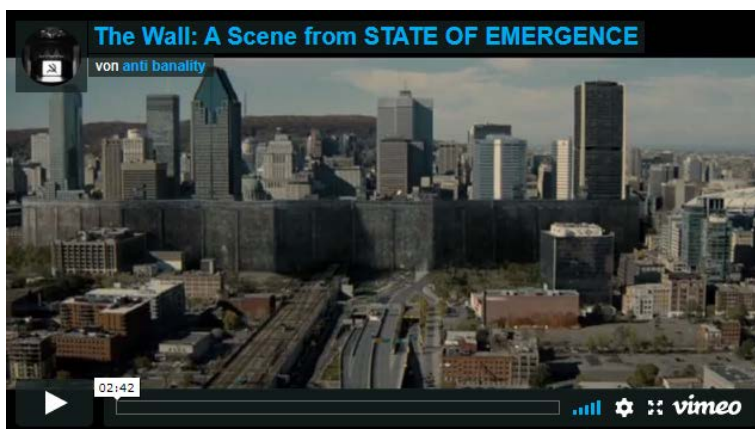 The Wall: A Scene from STATE OF EMERGENCE
von anti banality
02:42
vimeo